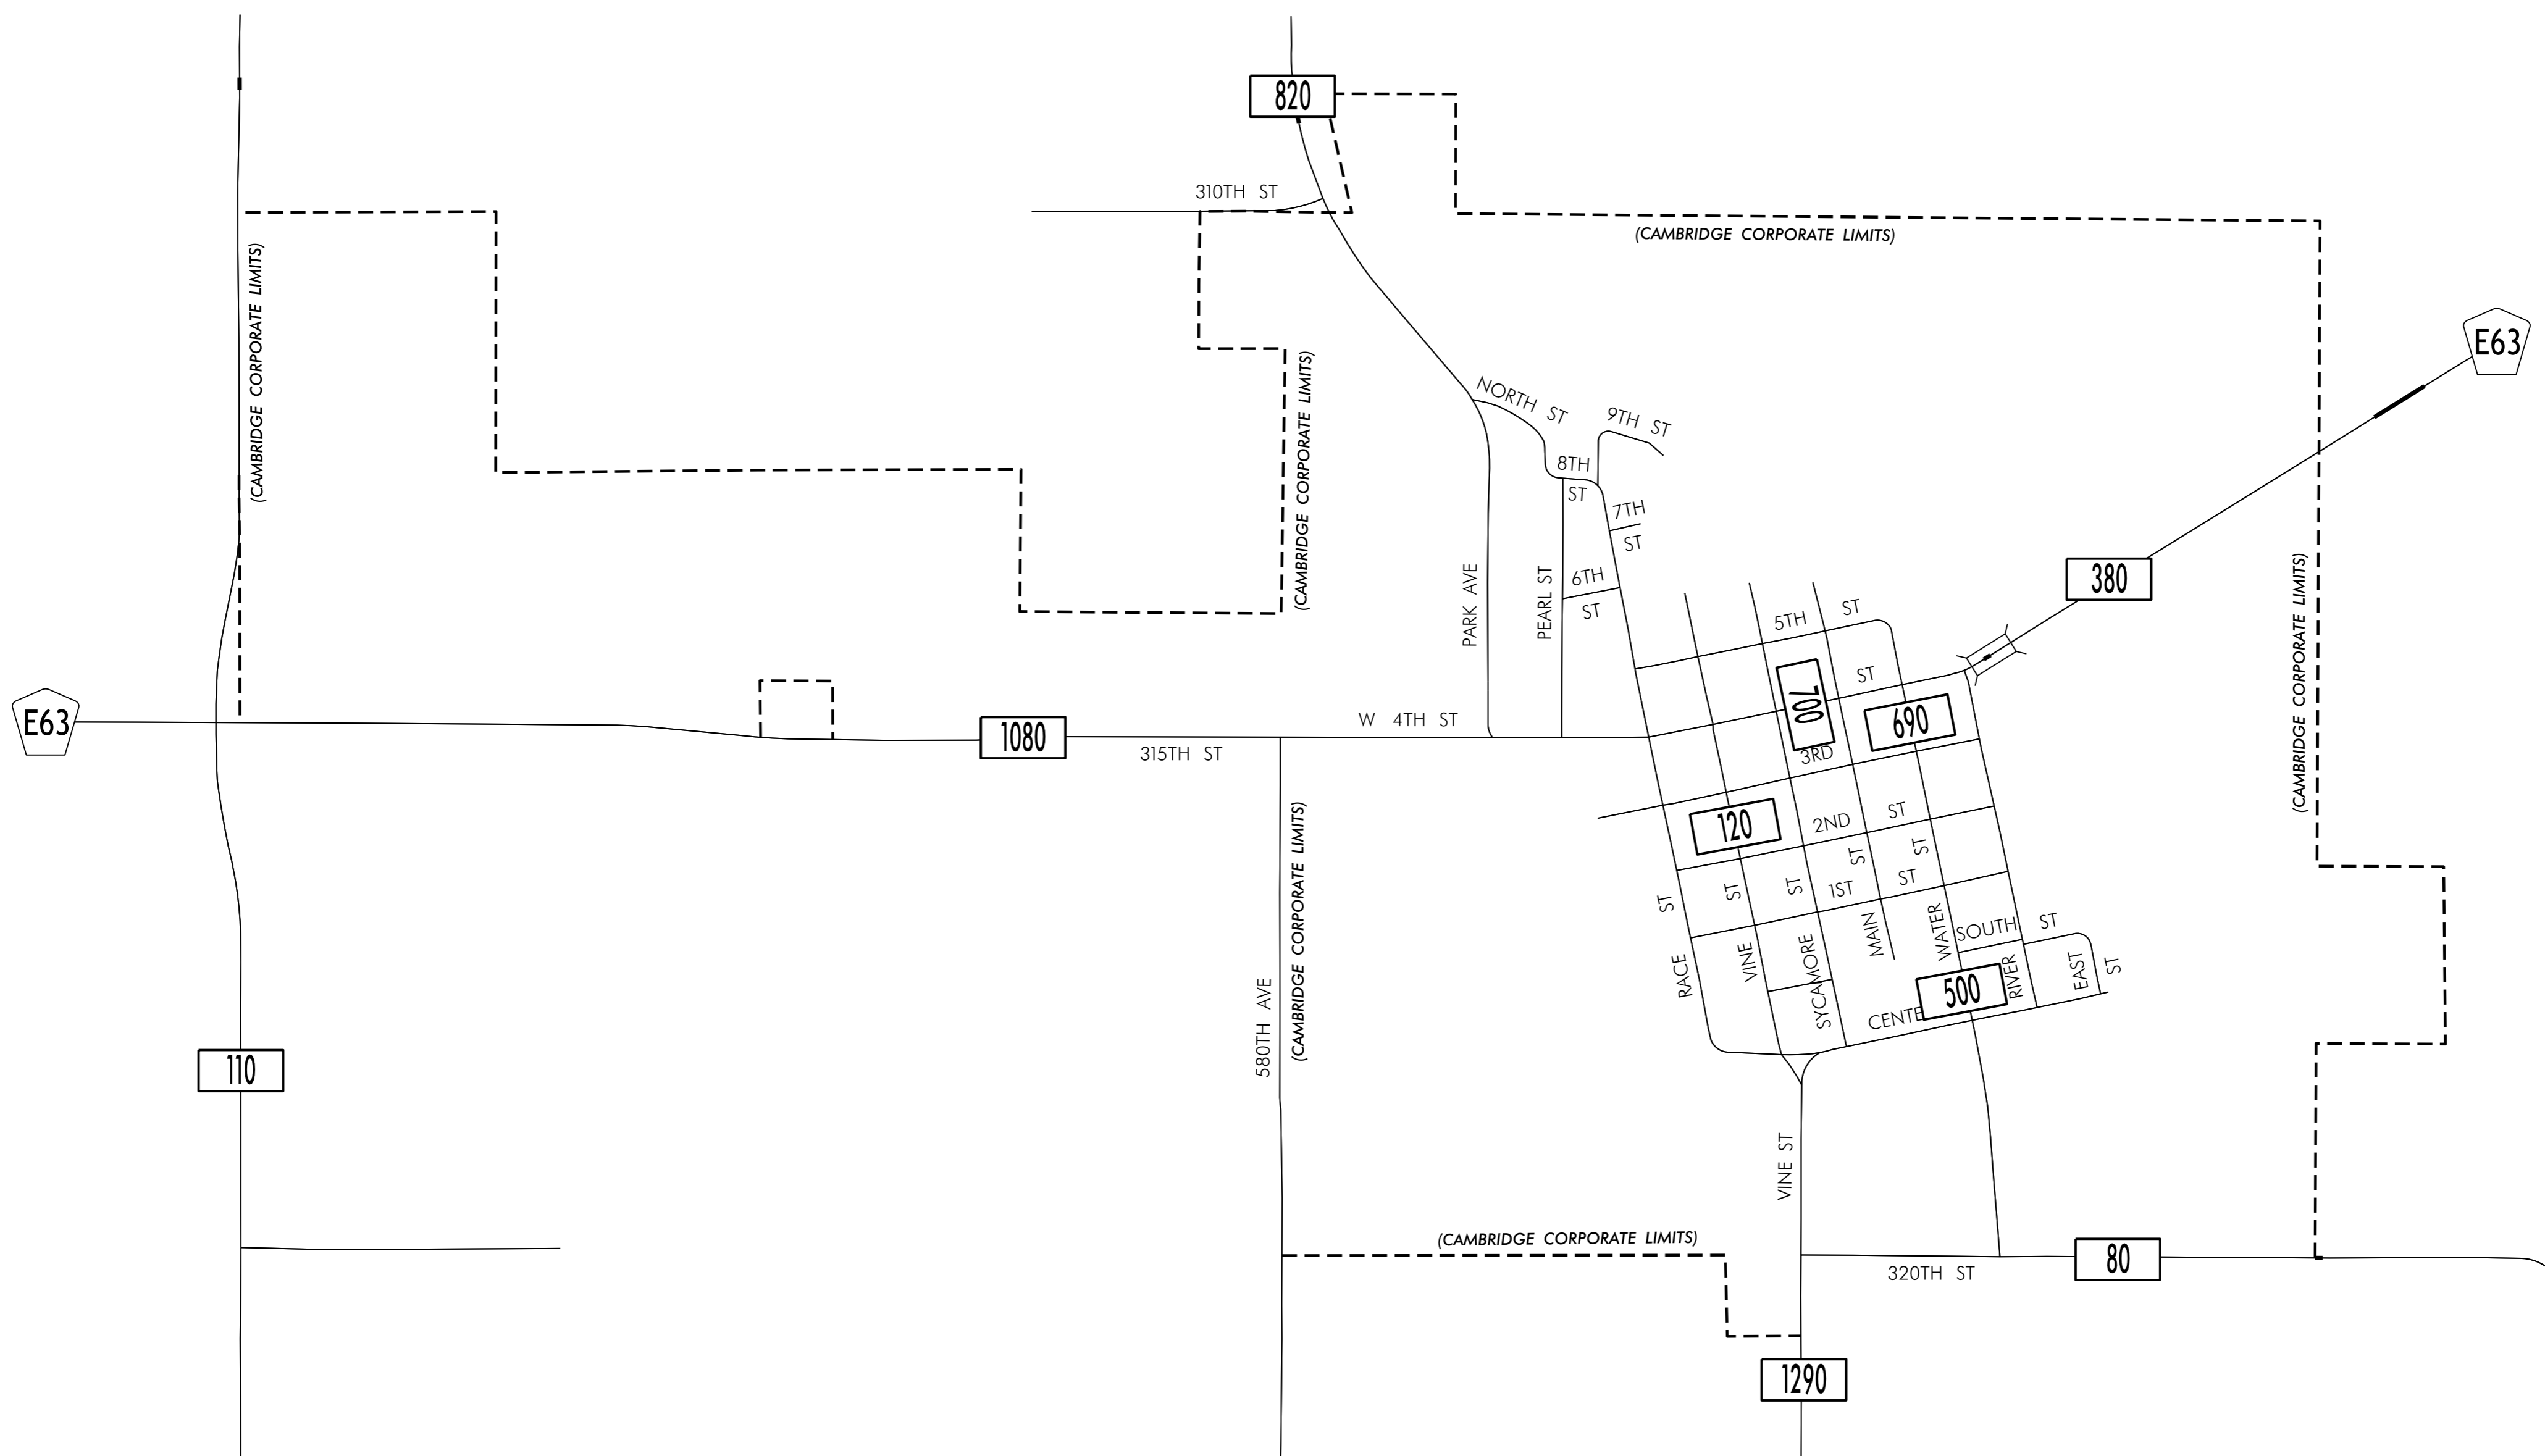 820
310TH ST
(CAMBRIDGE CORPORATE LIMITS)
(CAMBRIDGE CORPORATE LIMITS)
(CAMBRIDGE CORPORATE LIMITS)
E63
NORTH ST
9TH ST
8TH
ST
7TH
ST
6TH
ST
PARK AVE
PEARL ST
380
(CAMBRIDGE CORPORATE LIMITS)
5TH ST
ST
700
690
E63
1080
W 4TH ST
315TH ST
3RD
120
2ND ST
1ST ST
(CAMBRIDGE CORPORATE LIMITS)
580TH AVE
RACE ST
VINE ST
SYCAMORE ST
MAIN ST
WATER ST
SOUTH ST
RIVER
EAST ST
500
CENTE
110
VINE ST
(CAMBRIDGE CORPORATE LIMITS)
80
320TH ST
1290